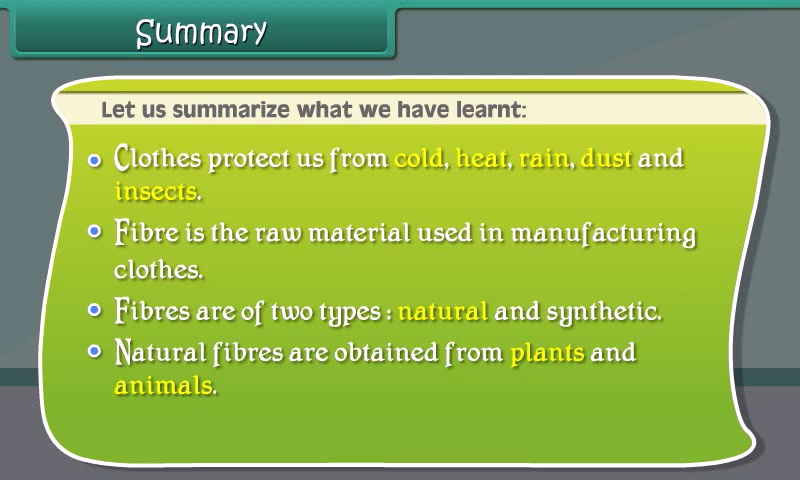 Summary
Let us summarize what we have learnt:
Clothes protect us from cold, heat, rain, dust and
insects.
Fibre is the raw material used in manufacturing
clothes.
Fibres are of two types : natural and synthetic.
Natural fibres are obtained from plants and
animals.